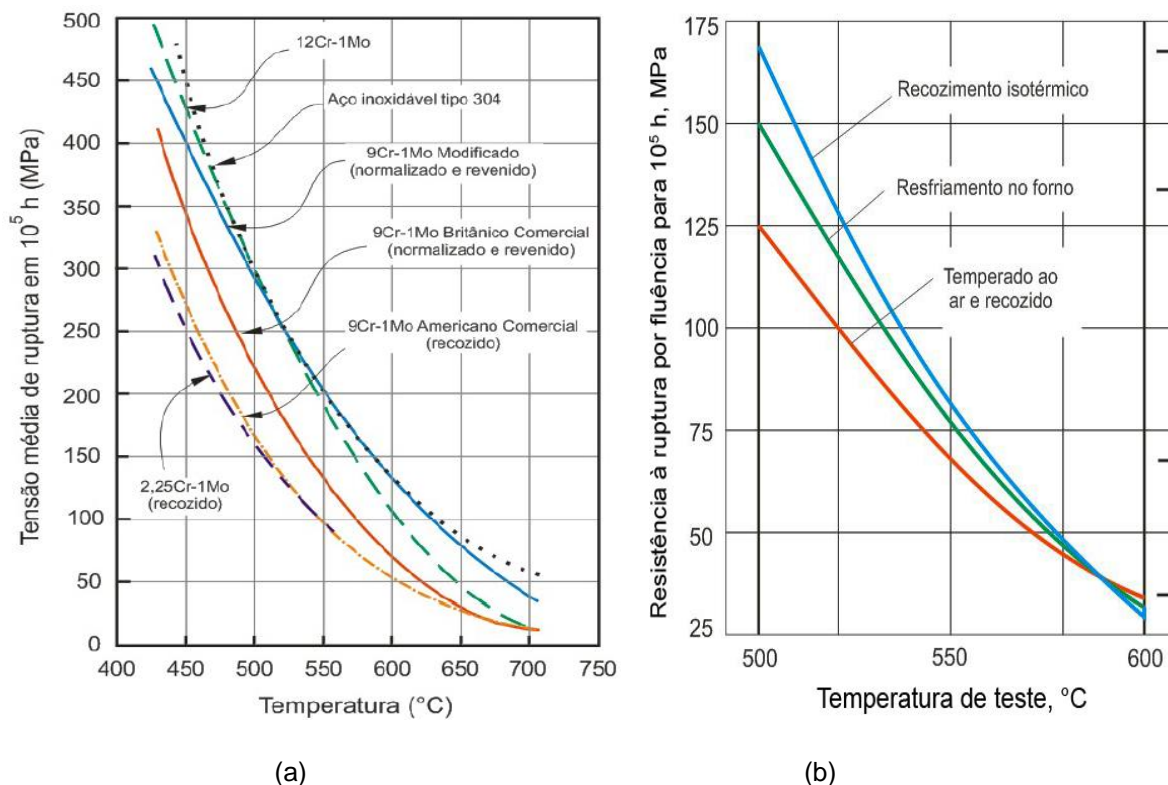 Tensão média de ruptura em 10⁵ h (MPa)
500
450
400
350
300
250
200
150
100
50
0
12Cr-1Mo
Aço inoxidável tipo 304
9Cr-1Mo Modificado
(normalizado e revenido)
9Cr-1Mo Britânico Comercial
(normalizado e revenido)
9Cr-1Mo Americano Comercial
(recozido)
2,25Cr-1Mo
(recozido)
400
450
500
550
600
650
700
750
Temperatura (°C)
(a)
Resistência à ruptura por fluência para 10⁵ h, MPa
175
150
125
100
75
50
25
Recozimento isotérmico
Resfriamento no forno
Temperado ao
ar e recozido
500
550
600
Temperatura de teste, °C
(b)